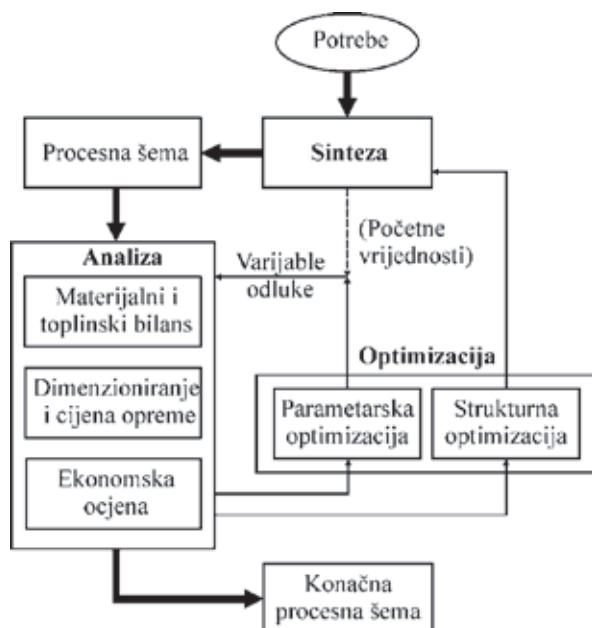 Potrebe
Procesna šema
Sinteza
(Početne
vrijednosti)
Analiza
Varijable
odluke
Materijalni i
toplinski bilans
Optimizacija
Dimenzioniranje
i cijena opreme
Parametarska
optimizacija
Strukturna
optimizacija
Ekonomska
ocjena
Konačna
procesna šema